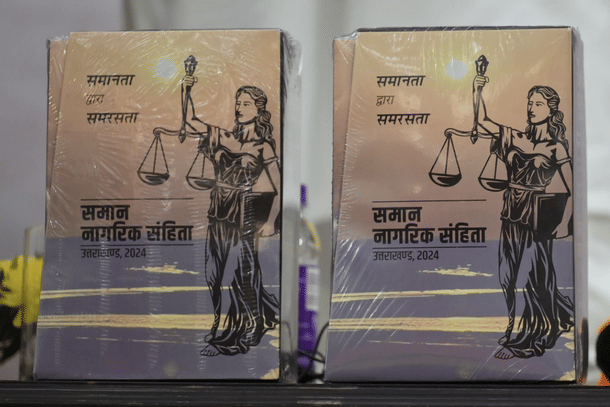 समानता
द्वारा
समरसता
समान
नागरिक संहिता
उत्तराखण्ड, 2024
समानता
द्वारा
समरसता
समान
नागरिक संहिता
उत्तराखण्ड, 2024